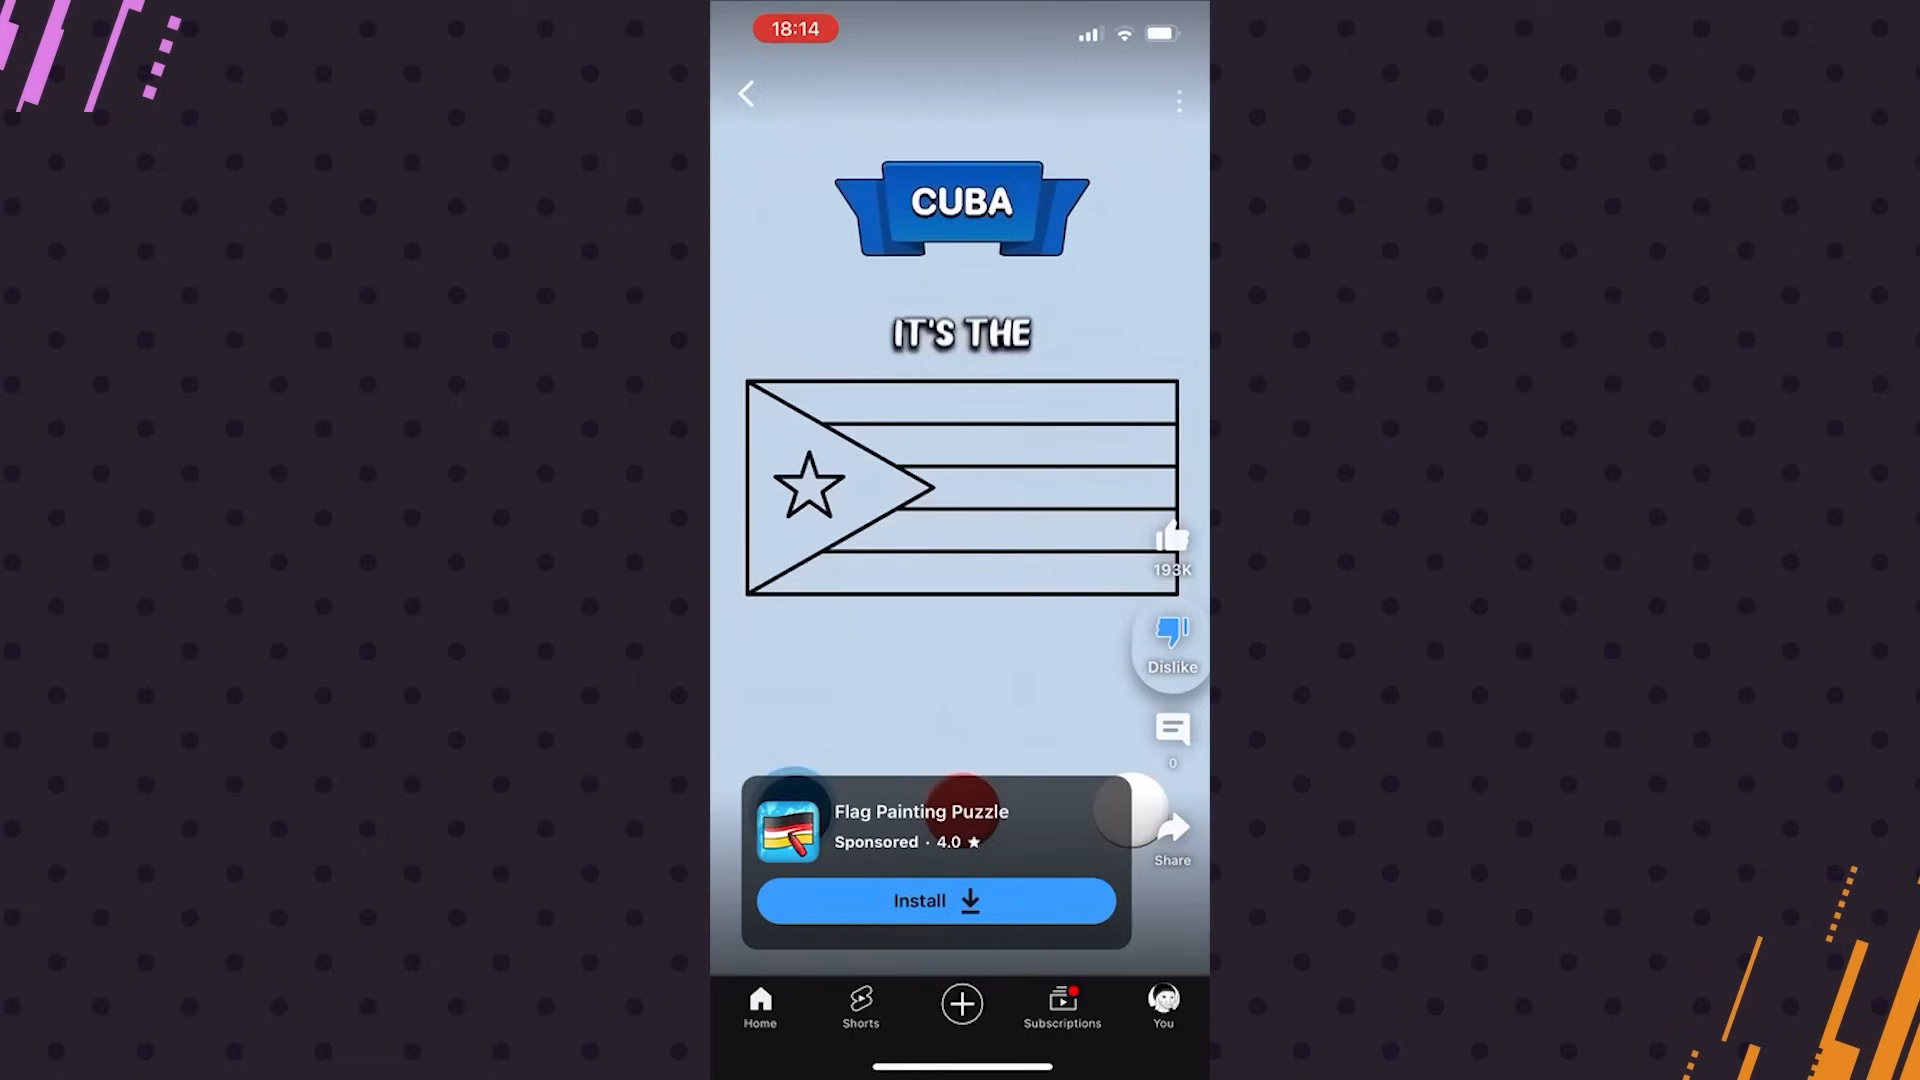 18:14
CUBA
IT'S THE
193K
Dislike
0
Flag Painting Puzzle
Sponsored · 4.0 ★
Install
Share
Home
Shorts
Subscriptions
You